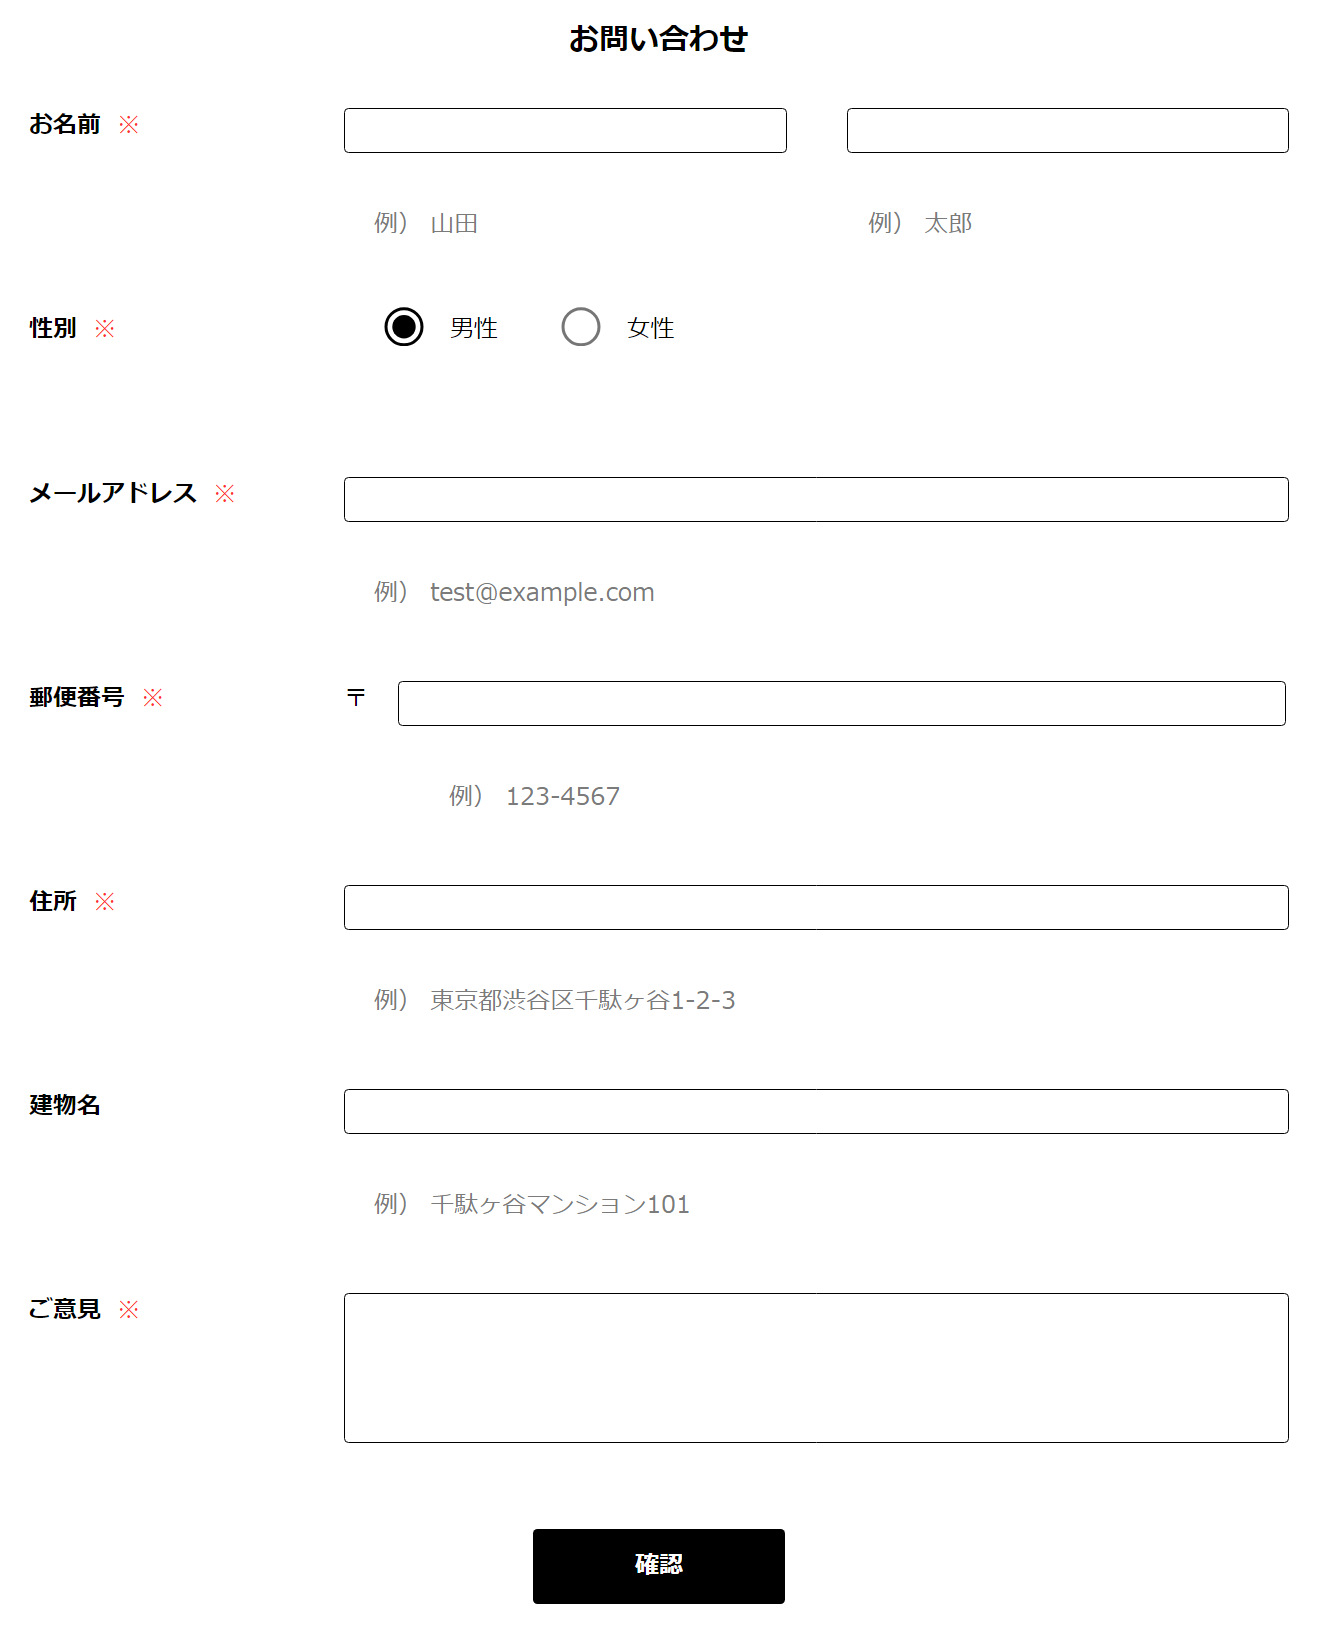 お問い合わせ
お名前 ※
例） 山田 例） 太郎
性別 ※ 男性 女性
メールアドレス ※
例） test@example.com
郵便番号 ※ 〒
例） 123-4567
住所 ※
例） 東京都渋谷区千駄ヶ谷1-2-3
建物名
例） 千駄ヶ谷マンション101
ご意見 ※
確認